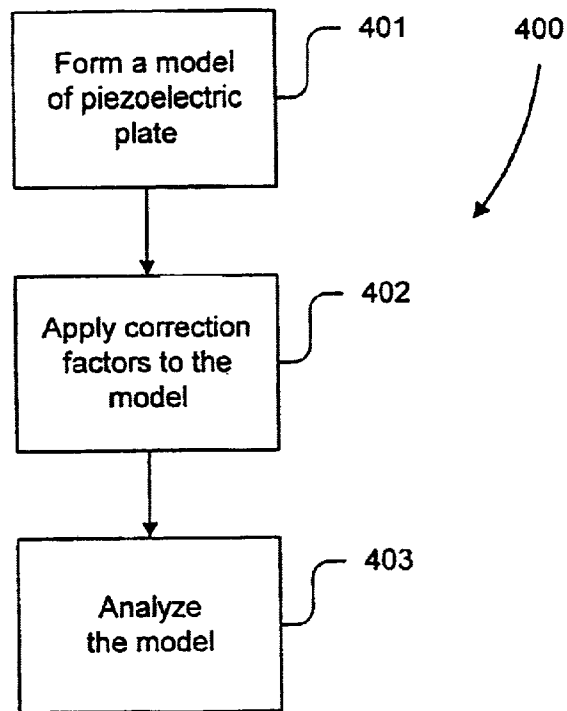 401
400
Form a model
of piezoelectric
plate
402
Apply correction
factors to the
model
403
Analyze
the model